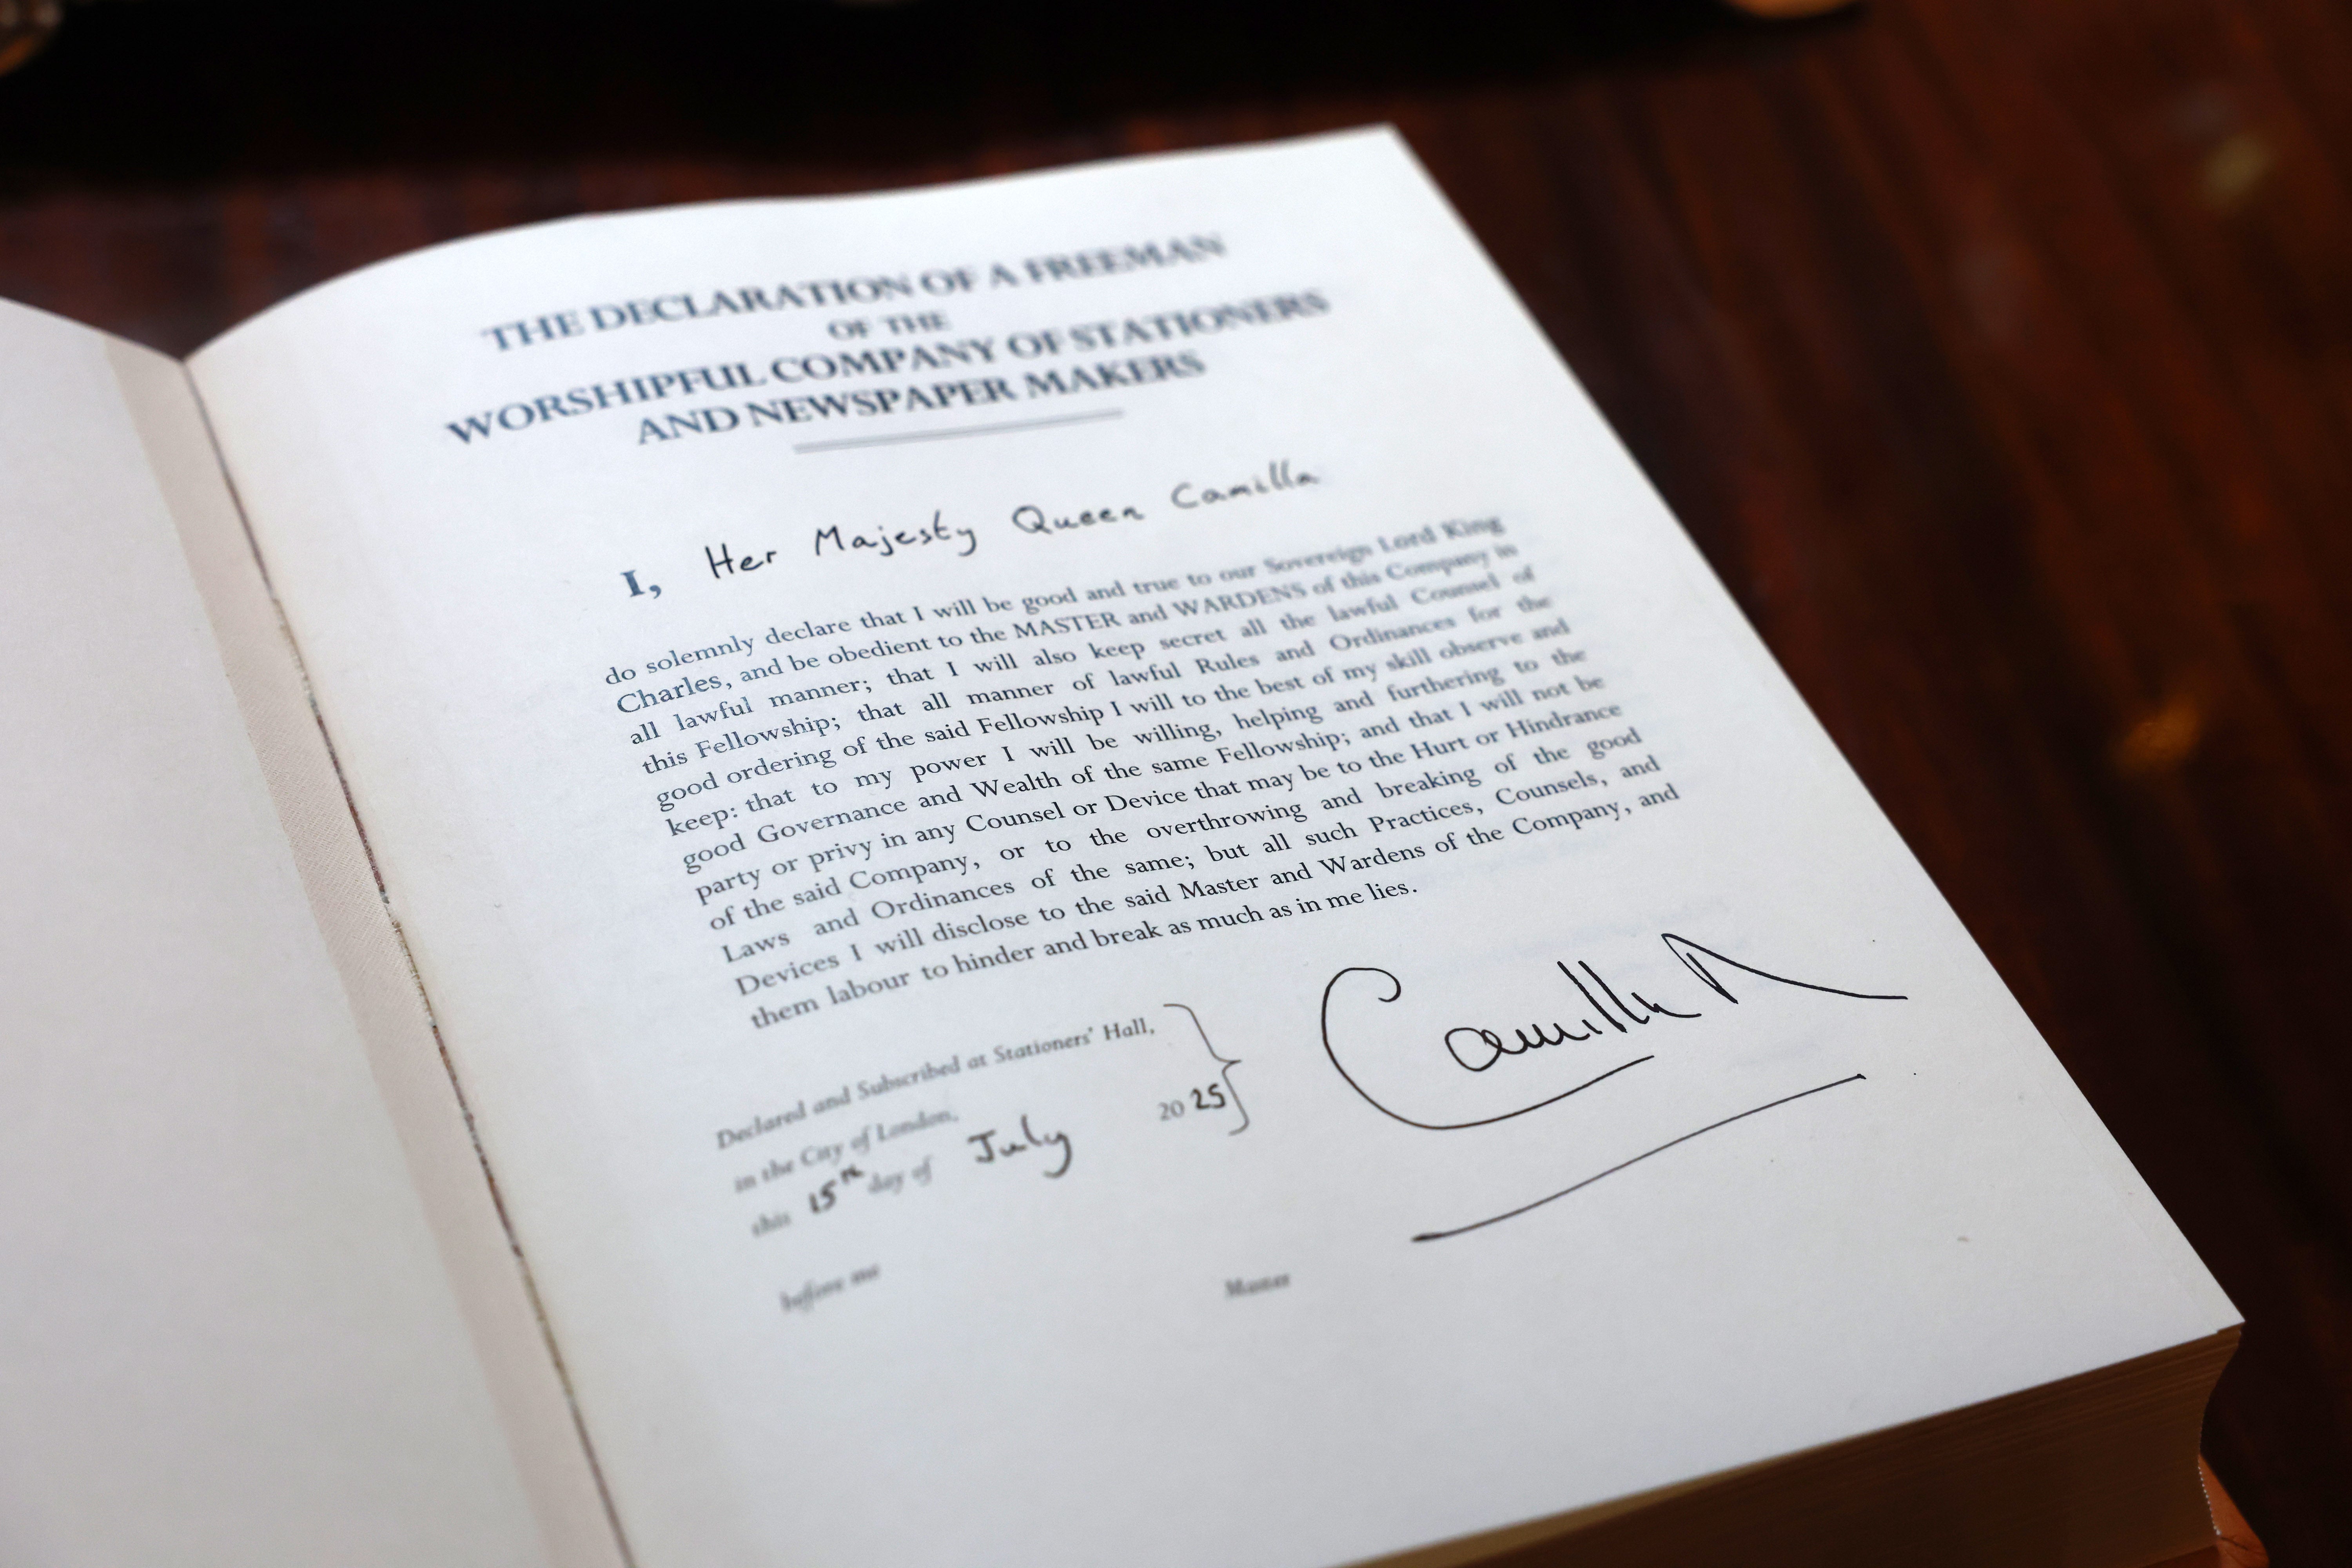 THE DECLARATION OF A FREEMAN
OF THE
WORSHIPFUL COMPANY OF STATIONERS
AND NEWSPAPER MAKERS
I, Her Majesty Queen Camilla
do solemnly declare that I will be good and true to our Sovereign Lord King
Charles, and be obedient to the MASTER and WARDENS of this Company in
all lawful manner; that I will also keep secret all the lawful Counsel of
this Fellowship; that all manner of lawful Rules and Ordinances for the
good ordering of the said Fellowship I will to the best of my skill observe and
keep: that to my power I will be willing, helping and furthering to the
good Governance and Wealth of the same Fellowship; and that I will not be
party or privy in any Counsel or Device that may be to the Hurt or Hindrance
of the said Company, or to the overthrowing and breaking of the good
Laws and Ordinances of the same; but all such Practices, Counsels, and
Devices I will disclose to the said Master and Wardens of the Company, and
them labour to hinder and break as much as in me lies.
Declared and Subscribed at Stationers' Hall,
in the City of London,
this 15th day of July 2025
Camilla R
before me Master